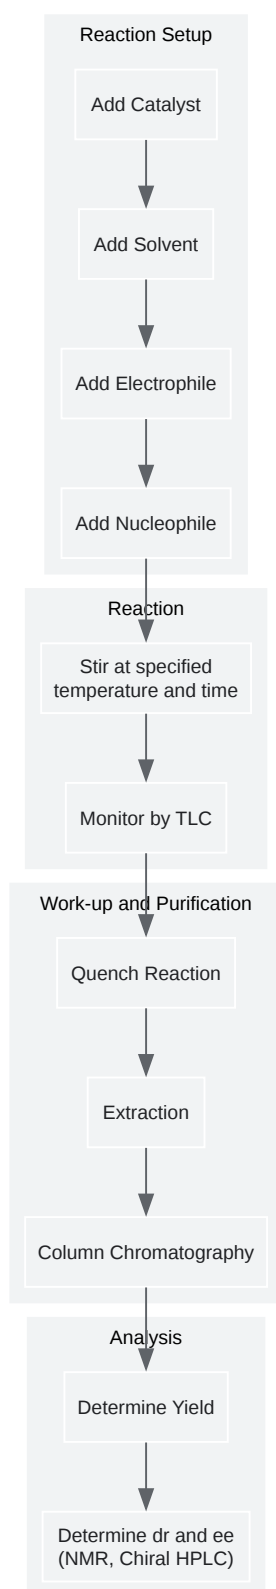 Reaction Setup
Add Catalyst
Add Solvent
Add Electrophile
Add Nucleophile
Reaction
Stir at specified
temperature and time
Monitor by TLC
Work-up and Purification
Quench Reaction
Extraction
Column Chromatography
Analysis
Determine Yield
Determine dr and ee
(NMR, Chiral HPLC)